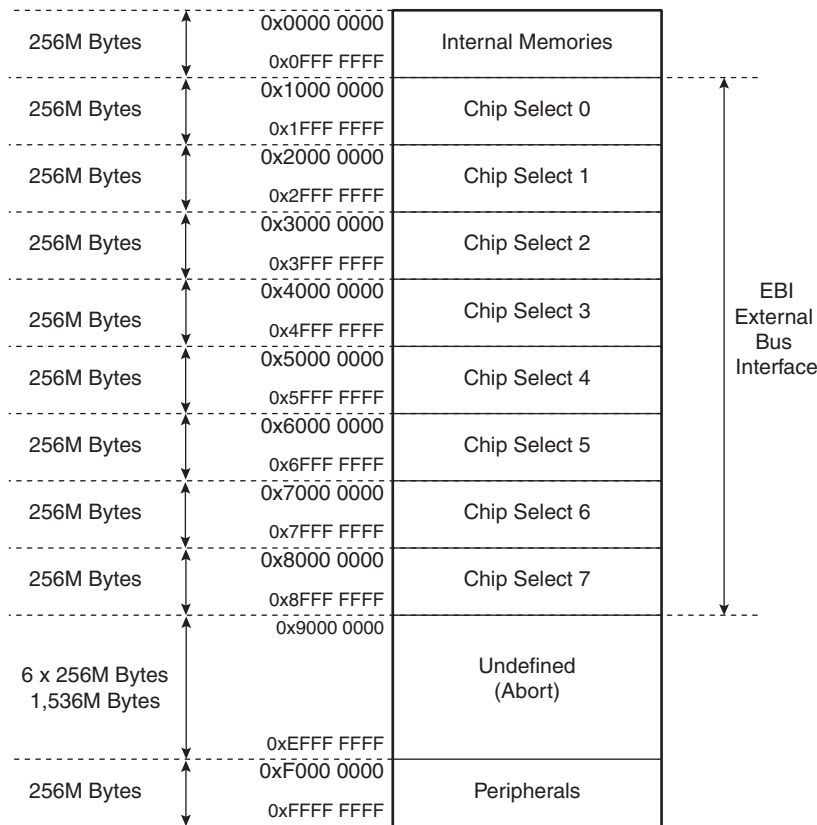 256M Bytes
0x0000 0000
0x0FFF FFFF
Internal Memories
256M Bytes
0x1000 0000
0x1FFF FFFF
Chip Select 0
256M Bytes
0x2000 0000
0x2FFF FFFF
Chip Select 1
256M Bytes
0x3000 0000
0x3FFF FFFF
Chip Select 2
256M Bytes
0x4000 0000
0x4FFF FFFF
Chip Select 3
256M Bytes
0x5000 0000
0x5FFF FFFF
Chip Select 4
256M Bytes
0x6000 0000
0x6FFF FFFF
Chip Select 5
256M Bytes
0x7000 0000
0x7FFF FFFF
Chip Select 6
256M Bytes
0x8000 0000
0x8FFF FFFF
Chip Select 7
EBI
External
Bus
Interface
6 x 256M Bytes
1,536M Bytes
0x9000 0000
0xEFFF FFFF
Undefined
(Abort)
256M Bytes
0xF000 0000
0xFFFF FFFF
Peripherals